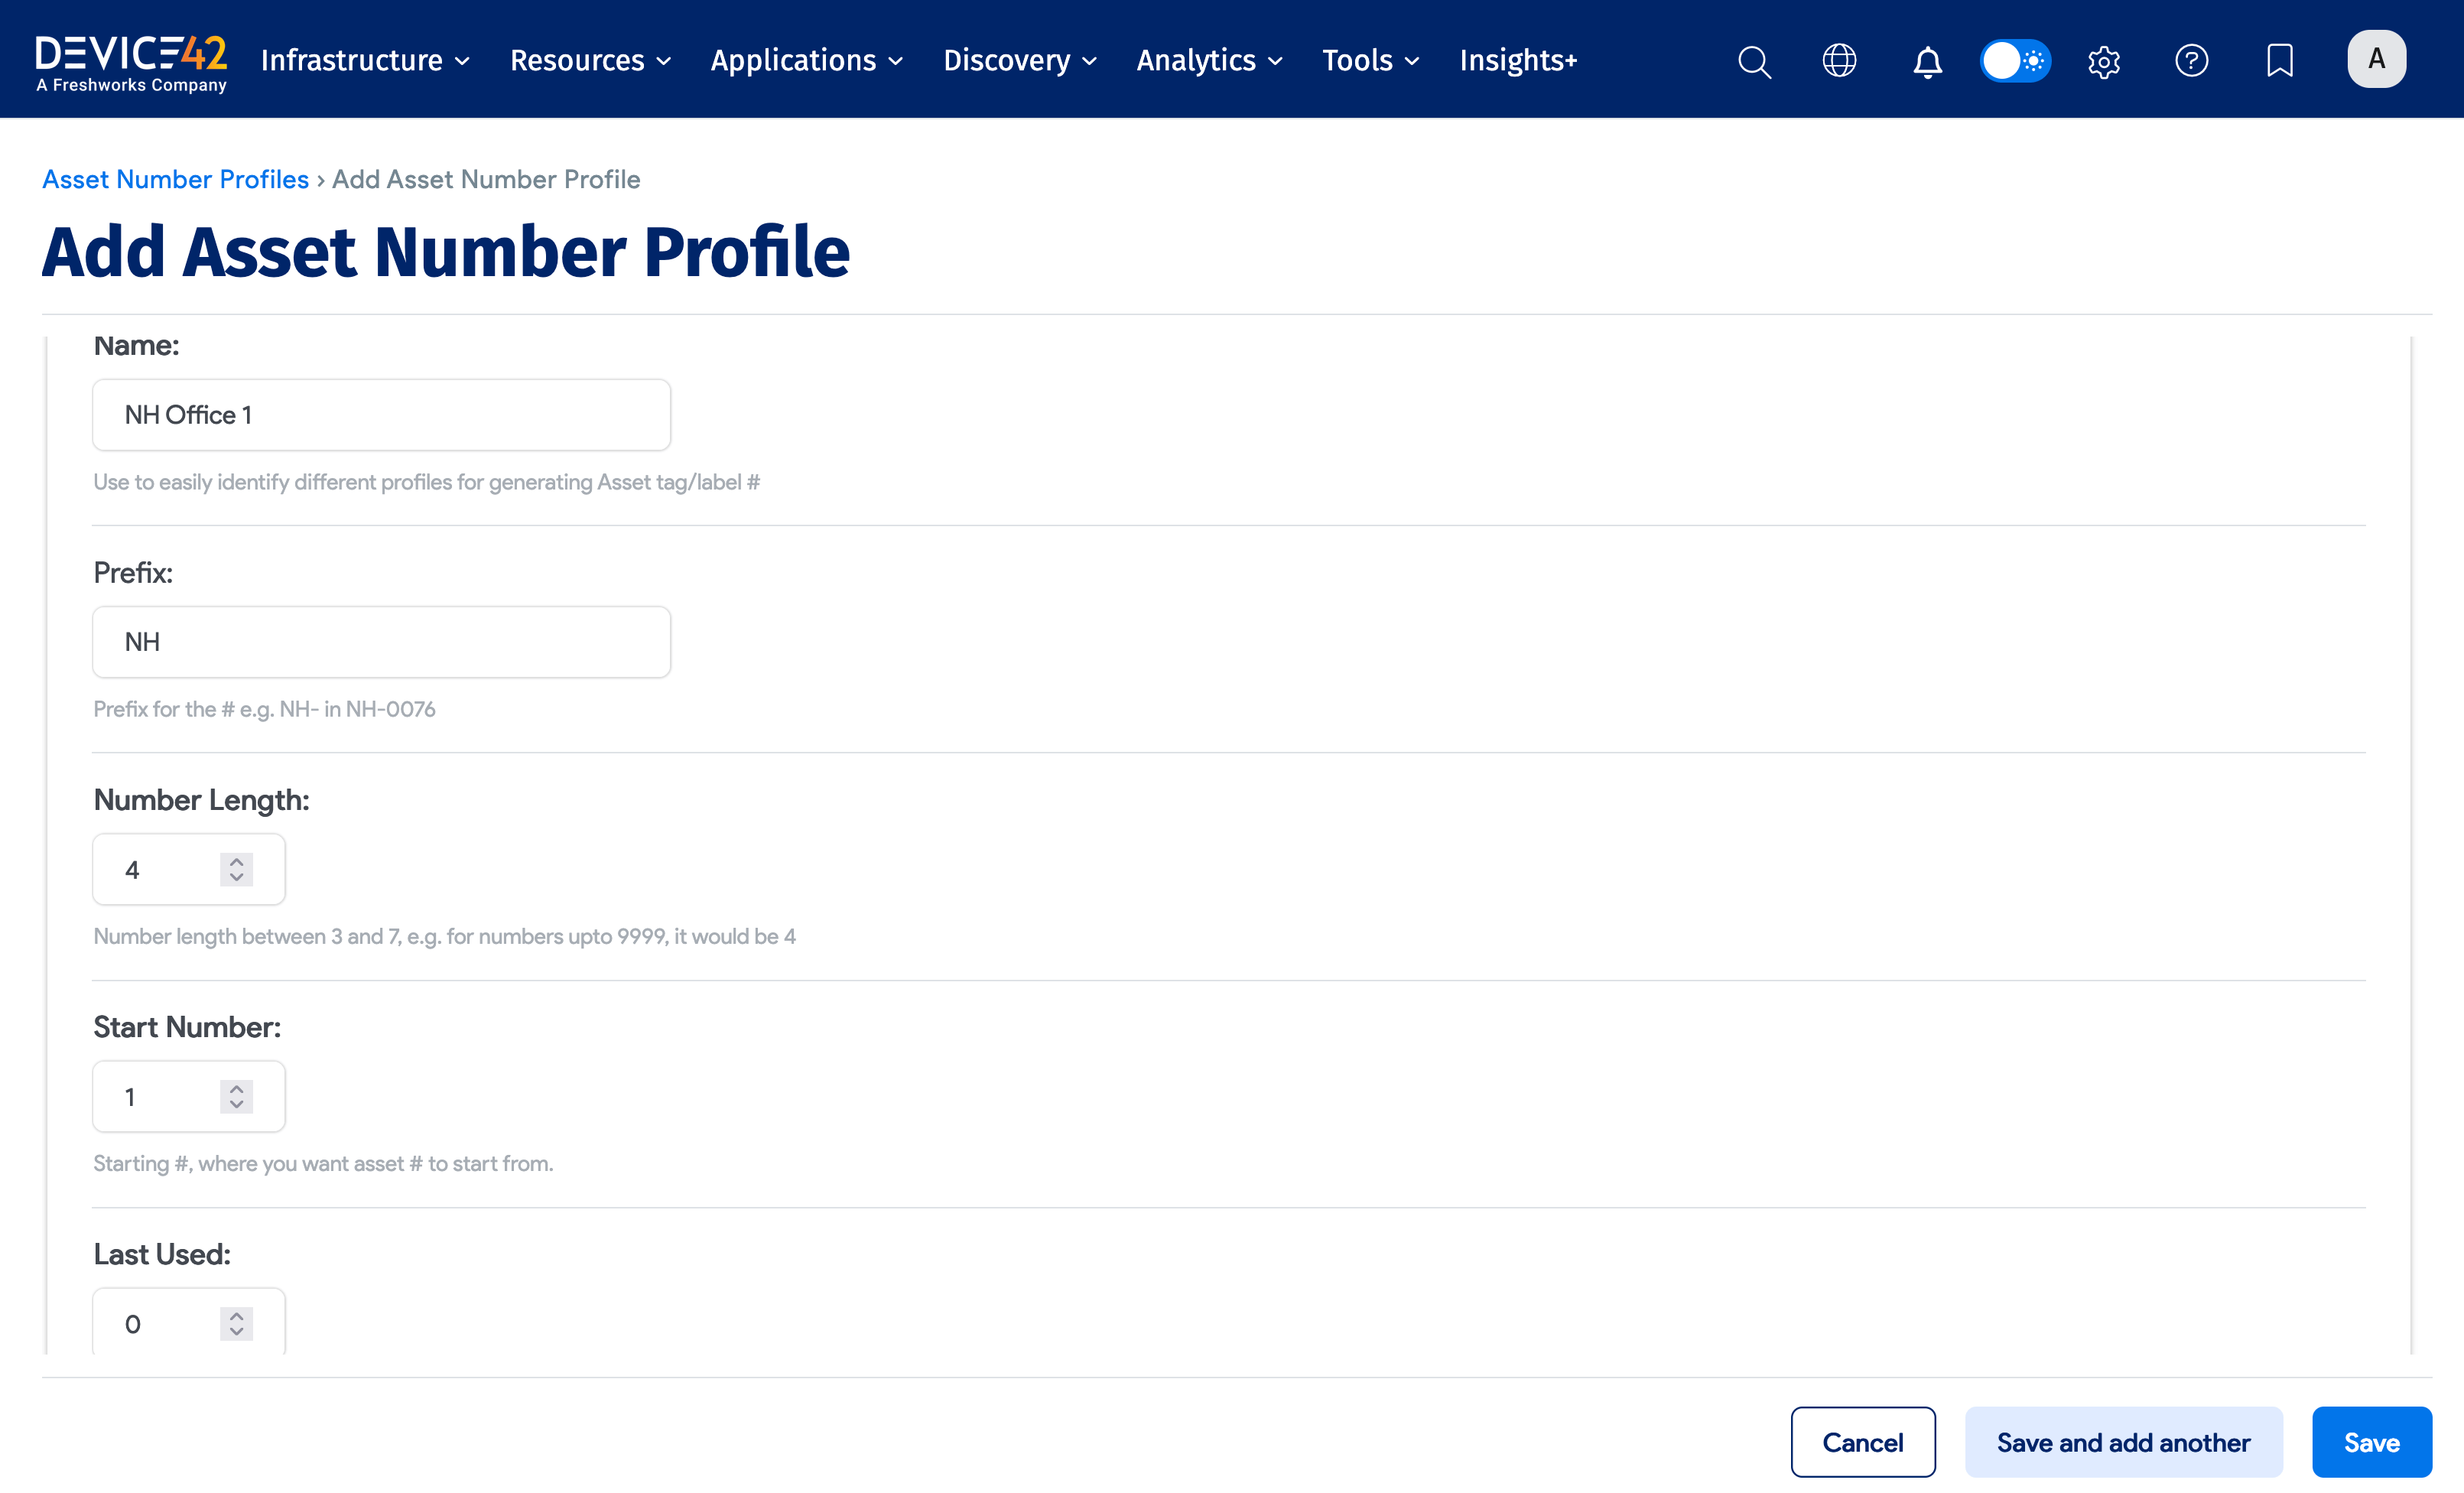 DEVICE42
A Freshworks Company
Infrastructure Resources Applications Discovery Analytics Tools Insights+
A
Asset Number Profiles › Add Asset Number Profile
Add Asset Number Profile
Name:
NH Office 1
Use to easily identify different profiles for generating Asset tag/label #
Prefix:
NH
Prefix for the # e.g. NH- in NH-0076
Number Length:
4
Number length between 3 and 7, e.g. for numbers upto 9999, it would be 4
Start Number:
1
Starting #, where you want asset # to start from.
Last Used:
0
Cancel Save and add another Save